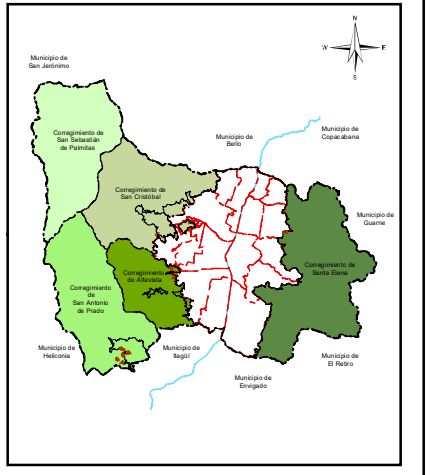 N
W
E
S
Municipio de
San Jerónimo
Municipio de
Copacabana
Municipio de
Bello
Corregimiento de
San Sebastián
de Palmitas
Corregimiento de
San Cristóbal
Municipio de
Guarne
Corregimiento de
Santa Elena
Corregimiento
de Altavista
Corregimiento
de
San Antonio
de Prado
Municipio de
Heliconia
Municipio de
Itagüí
Municipio de
El Retiro
Municipio de
Envigado